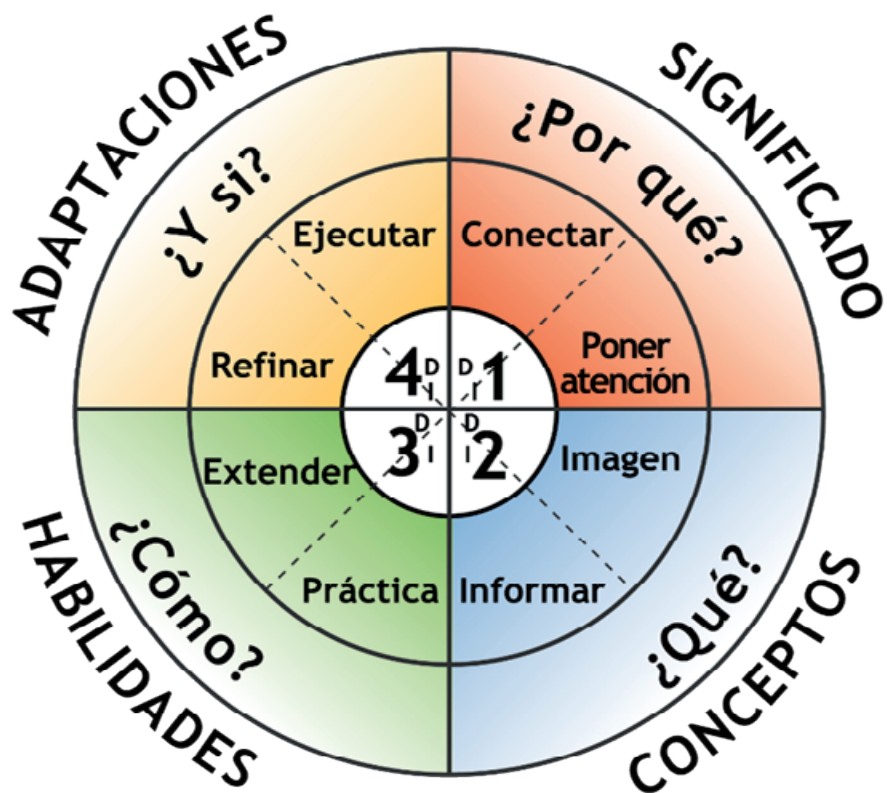 ADAPTACIONES
SIGNIFICADO
¿Y si?
¿Por qué?
Ejecutar
Conectar
Refinar
Poner
atención
4
D
I
D
I
1
3
D
I
D
I
2
Extender
Imagen
Práctica
Informar
¿Cómo?
¿Qué?
HABILIDADES
CONCEPTOS